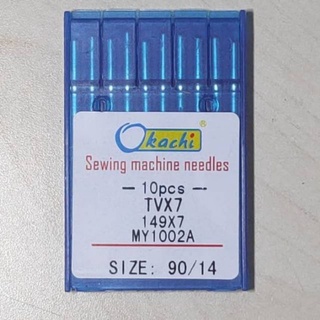 Okachi ®
Sewing machine needles
— 10pcs —
TVX7
149X7
MY1002A
SIZE: 90/14